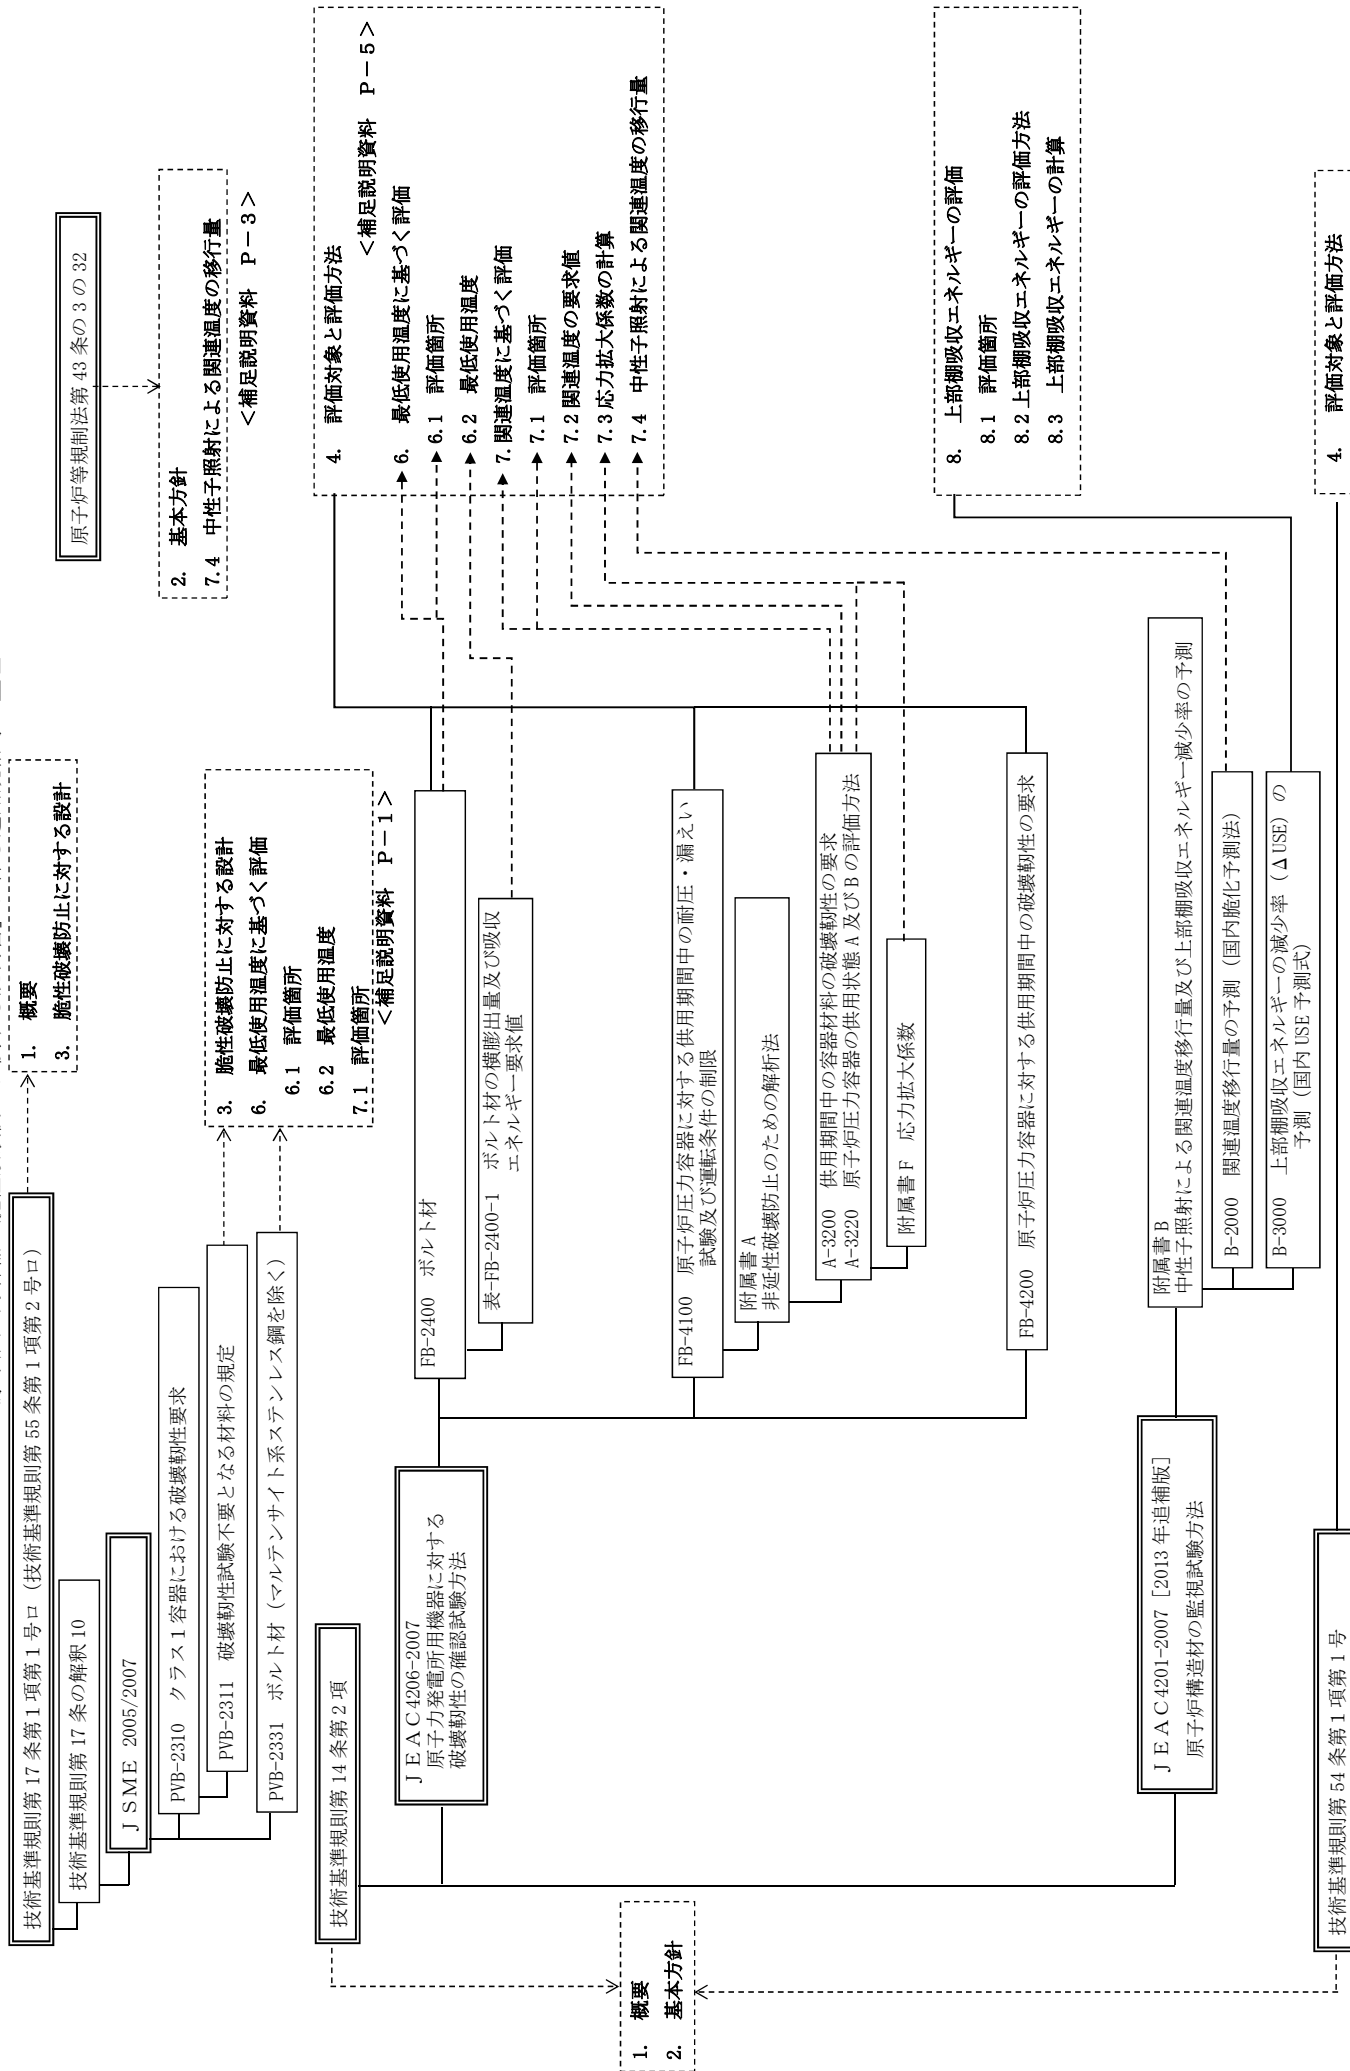 技術基準規則第 17 条第 1 項第 1 号ロ（技術基準規則第 55 条第 1 項第 2 号ロ）
技術基準規則第 17 条の解釈 10
ＪＳＭＥ 2005/2007
PVB-2310　クラス 1 容器における破壊靭性要求
PVB-2311　破壊靭性試験不要となる材料の規定
PVB-2331　ボルト材（マルテンサイト系ステンレス鋼を除く）
1.　概要
3.　脆性破壊防止に対する設計
3.　脆性破壊防止に対する設計
6.　最低使用温度に基づく評価
6.1　評価箇所
6.2　最低使用温度
7.1　評価箇所
＜補足説明資料　Ｐ－１＞
原子炉等規制法第 43 条の 3 の 32
2.　基本方針
7.4　中性子照射による関連温度の移行量
＜補足説明資料　Ｐ－３＞
技術基準規則第 14 条第 2 項
1.　概要
2.　基本方針
ＪＥＡＣ4206-2007
原子力発電所用機器に対する
破壊靭性の確認試験方法
FB-2400　ボルト材
表-FB-2400-1　ボルト材の横膨出量及び吸収
エネルギー要求値
FB-4100　原子炉圧力容器に対する供用期間中の耐圧・漏えい
試験及び運転条件の制限
附属書 A
非延性破壊防止のための解析法
A-3200　供用期間中の容器材料の破壊靭性の要求
A-3220　原子炉圧力容器の供用状態 A 及び B の評価方法
附属書 F　応力拡大係数
FB-4200　原子炉圧力容器に対する供用期間中の破壊靭性の要求
4.　評価対象と評価方法
＜補足説明資料　Ｐ－５＞
6.　最低使用温度に基づく評価
6.1　評価箇所
6.2　最低使用温度
7. 関連温度に基づく評価
7.1　評価箇所
7.2 関連温度の要求値
7.3 応力拡大係数の計算
7.4　中性子照射による関連温度の移行量
ＪＥＡＣ4201-2007［2013 年追補版］
原子炉構造材の監視試験方法
附属書 B
中性子照射による関連温度移行量及び上部棚吸収エネルギー減少率の予測
B-2000　関連温度移行量の予測（国内脆化予測法）
B-3000　上部棚吸収エネルギーの減少率（Δ USE）の
予測（国内 USE 予測式）
8.　上部棚吸収エネルギーの評価
8.1　評価箇所
8.2 上部棚吸収エネルギーの評価方法
8.3　上部棚吸収エネルギーの計算
技術基準規則第 54 条第 1 項第 1 号
4.　評価対象と評価方法